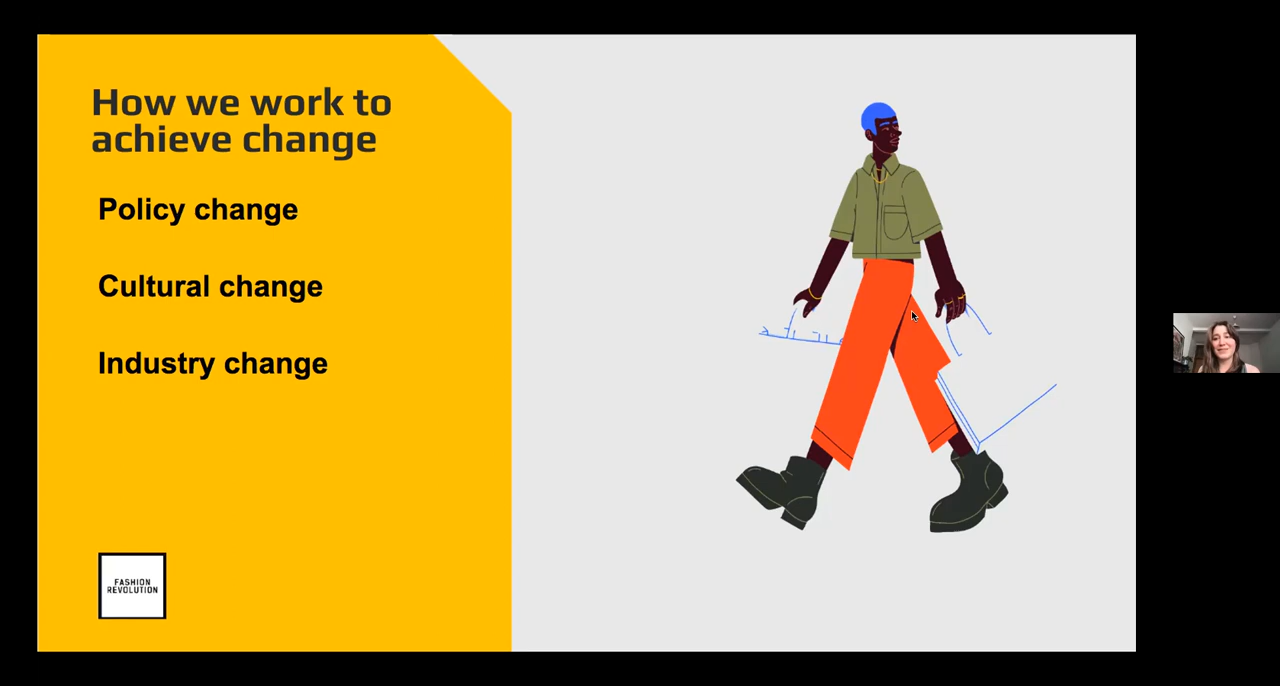 How we work to
achieve change
Policy change
Cultural change
Industry change
FASHION
REVOLUTION